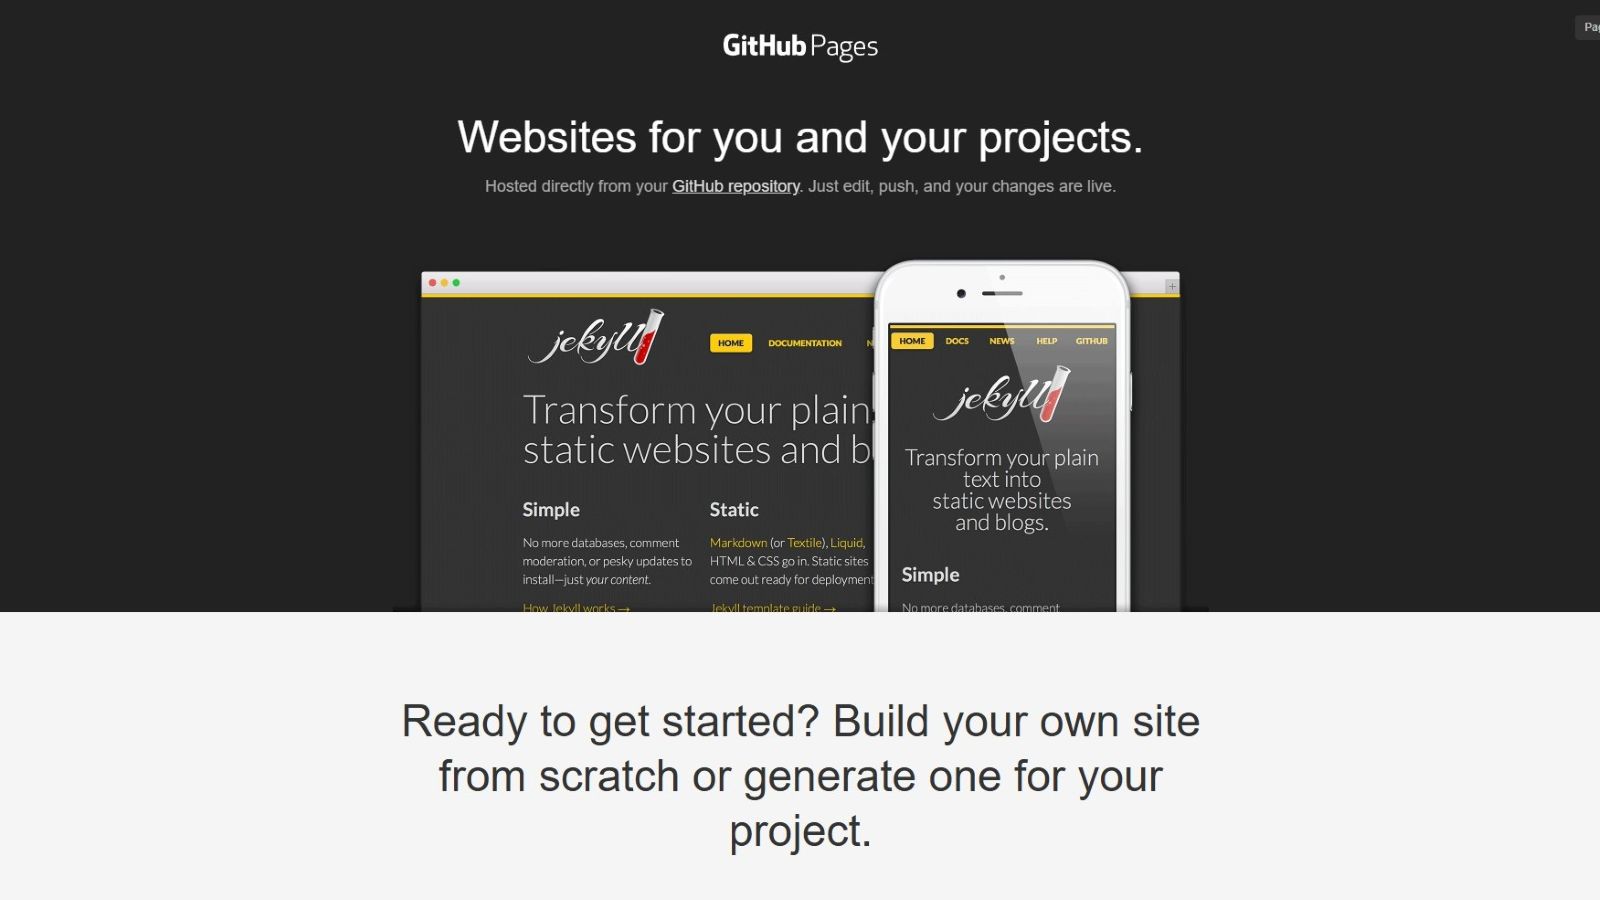 GitHub Pages
Websites for you and your projects.
Hosted directly from your GitHub repository. Just edit, push, and your changes are live.
jekyll
HOME DOCUMENTATION
Transform your plain
static websites and
Simple
No more databases, comment
moderation, or pesky updates to
install—just your content.
How Jekyll works →
Static
Markdown (or Textile), Liquid,
HTML & CSS go in. Static sites
come out ready for deployment
Jekyll template guide →
HOME DOCS NEWS HELP GITHUB
jekyll
Transform your plain
text into
static websites
and blogs.
Simple
No more databases, comment
Ready to get started? Build your own site
from scratch or generate one for your
project.